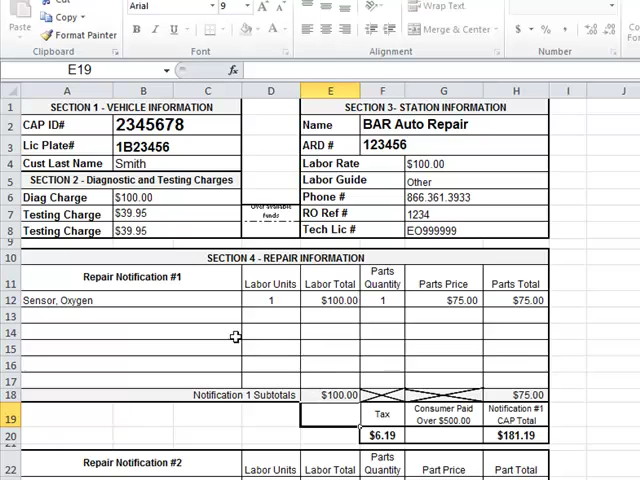 Cut
Copy
Format Painter
Paste
Clipboard
Arial
9
B I U
Font
Wrap Text
Merge & Center
Alignment
$ % ,
Number
E19
fx
A B C D E F G H I J
1 SECTION 1 - VEHICLE INFORMATION SECTION 3- STATION INFORMATION
2 CAP ID# 2345678 Name BAR Auto Repair
3 Lic Plate# 1B23456 ARD # 123456
4 Cust Last Name Smith Labor Rate $100.00
5 SECTION 2 - Diagnostic and Testing Charges Labor Guide Other
6 Diag Charge $100.00 Phone # 866.361.3933
7 Testing Charge $39.95 Over available funds RO Ref # 1234
8 Testing Charge $39.95 Tech Lic # EO999999
9
10 SECTION 4 - REPAIR INFORMATION
11 Repair Notification #1 Labor Units Labor Total Parts Quantity Parts Price Parts Total
12 Sensor, Oxygen 1 $100.00 1 $75.00 $75.00
13
14
15
16
17
18 Notification 1 Subtotals $100.00 $75.00
19 Tax Consumer Paid Over $500.00 Notification #1 CAP Total
20 $6.19 $181.19
22 Repair Notification #2 Labor Units Labor Total Parts Quantity Part Price Part Total